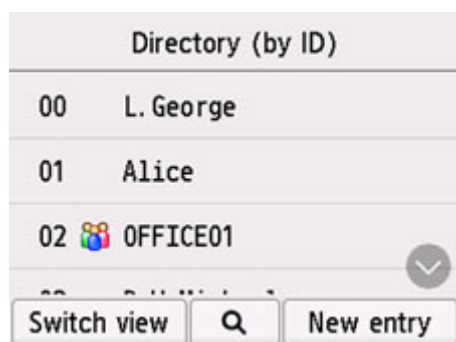 Directory (by ID)
00 L.George
01 Alice
02 OFFICE01
Switch view New entry